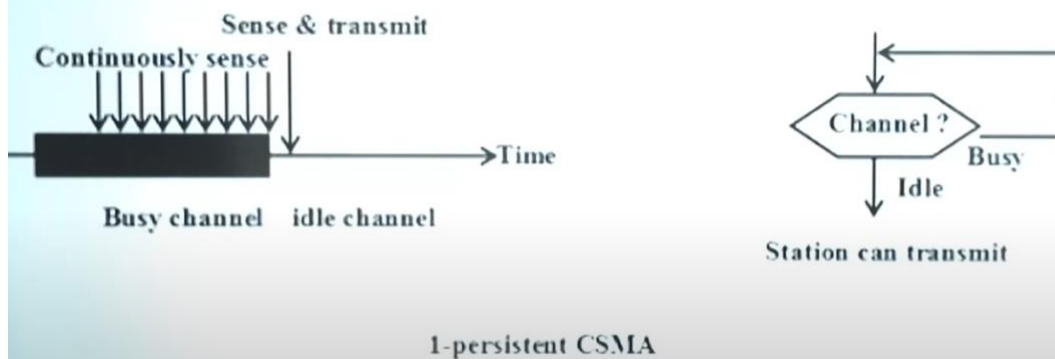 Sense & transmit
Continuously sense
Time
Busy channel idle channel
Channel ?
Busy
Idle
Station can transmit
1-persistent CSMA